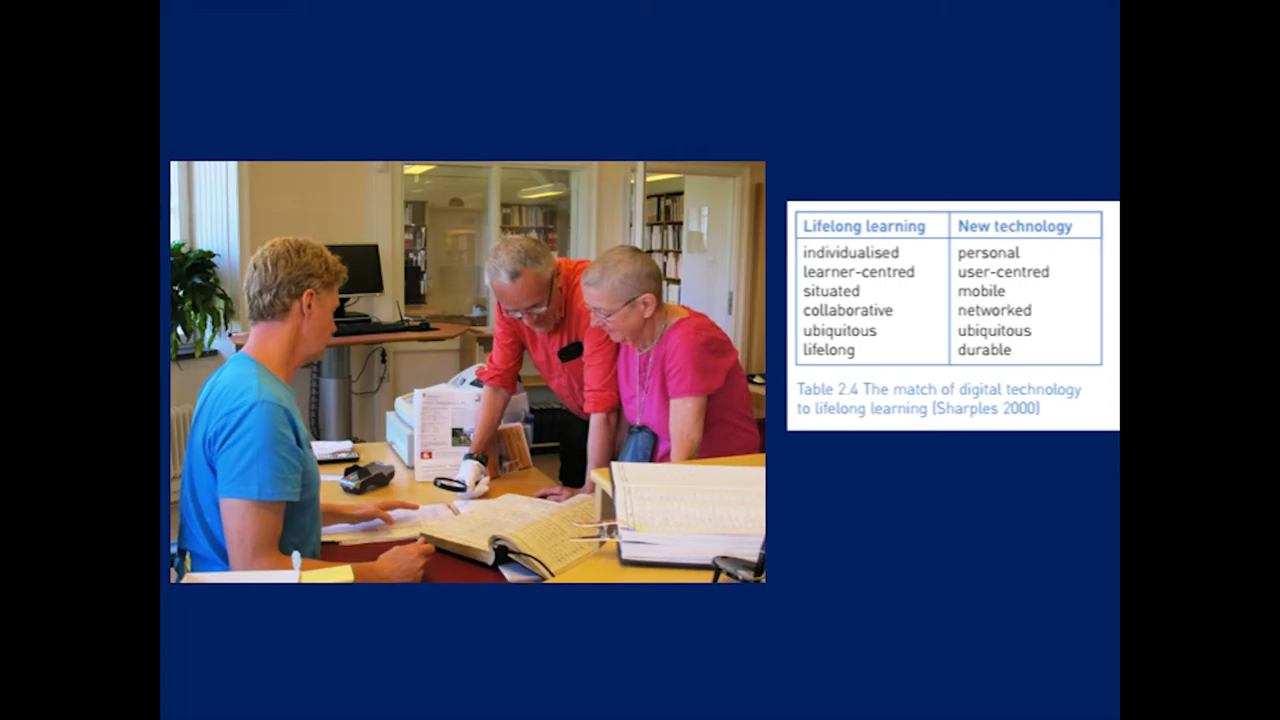 Lifelong learning New technology
individualised personal
learner-centred user-centred
situated mobile
collaborative networked
ubiquitous ubiquitous
lifelong durable
Table 2.4 The match of digital technology
to lifelong learning (Sharples 2000)